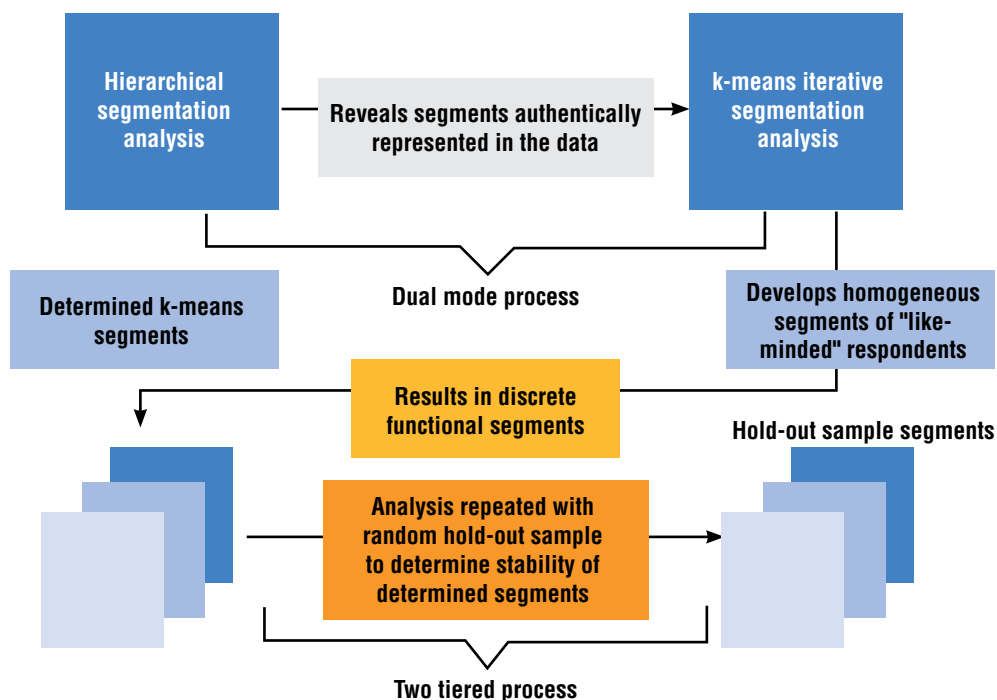 Hierarchical
segmentation
analysis
Reveals segments authentically
represented in the data
k-means iterative
segmentation
analysis
Dual mode process
Determined k-means
segments
Develops homogeneous
segments of "like-
minded" respondents
Results in discrete
functional segments
Hold-out sample segments
Analysis repeated with
random hold-out sample
to determine stability of
determined segments
Two tiered process